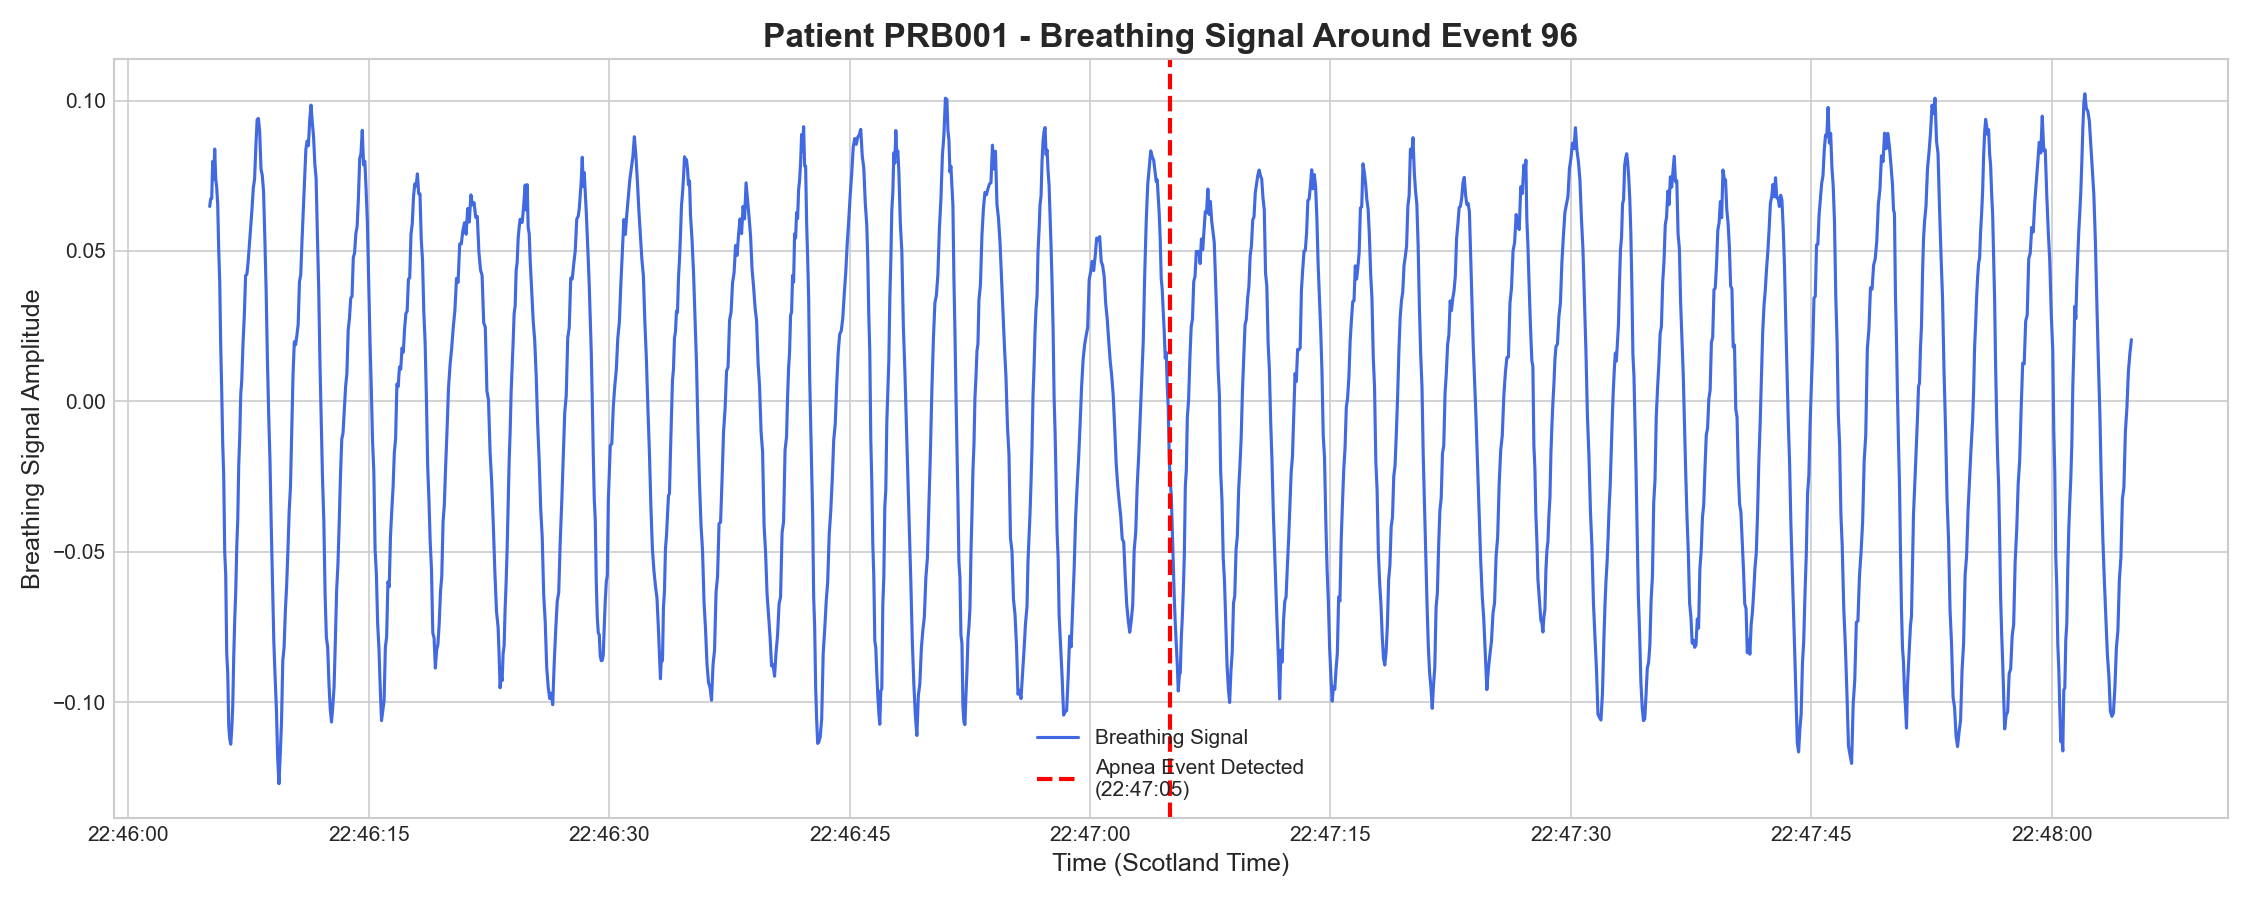 Patient PRB001 - Breathing Signal Around Event 96
Breathing Signal Amplitude
0.10
0.05
0.00
−0.05
−0.10
Breathing Signal
Apnea Event Detected
(22:47:05)
22:46:00 22:46:15 22:46:30 22:46:45 22:47:00 22:47:15 22:47:30 22:47:45 22:48:00
Time (Scotland Time)